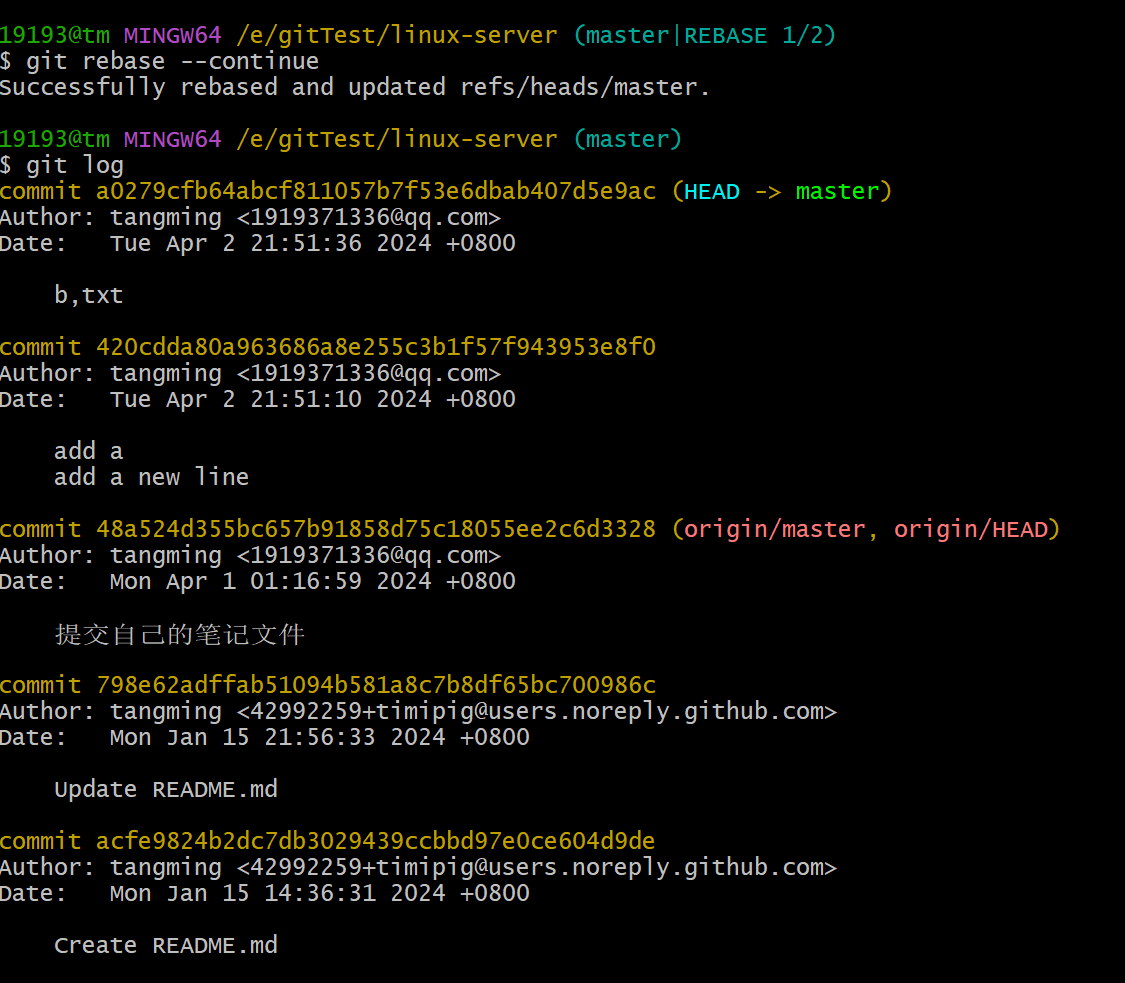 19193@tm MINGW64 /e/gitTest/linux-server (master|REBASE 1/2)
$ git rebase --continue
Successfully rebased and updated refs/heads/master.
19193@tm MINGW64 /e/gitTest/linux-server (master)
$ git log
commit a0279cfb64abcf811057b7f53e6dbab407d5e9ac (HEAD -> master)
Author: tangming <1919371336@qq.com>
Date:   Tue Apr 2 21:51:36 2024 +0800
b,txt
commit 420cdda80a963686a8e255c3b1f57f943953e8f0
Author: tangming <1919371336@qq.com>
Date:   Tue Apr 2 21:51:10 2024 +0800
add a
add a new line
commit 48a524d355bc657b91858d75c18055ee2c6d3328 (origin/master, origin/HEAD)
Author: tangming <1919371336@qq.com>
Date:   Mon Apr 1 01:16:59 2024 +0800
提交自己的笔记文件
commit 798e62adffab51094b581a8c7b8df65bc700986c
Author: tangming <42992259+timipig@users.noreply.github.com>
Date:   Mon Jan 15 21:56:33 2024 +0800
Update README.md
commit acfe9824b2dc7db3029439ccbbd97e0ce604d9de
Author: tangming <42992259+timipig@users.noreply.github.com>
Date:   Mon Jan 15 14:36:31 2024 +0800
Create README.md